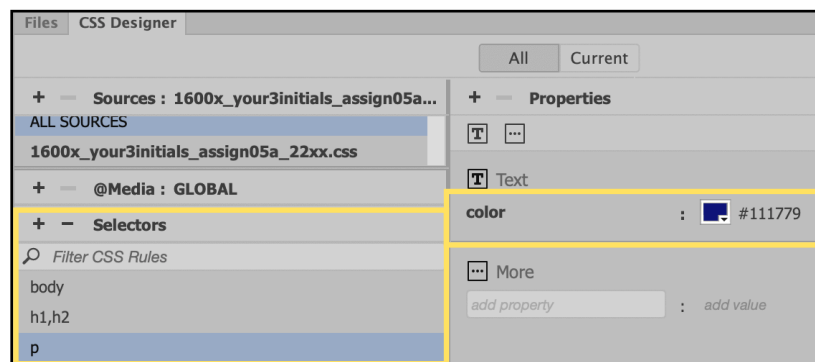 Files CSS Designer
All Current
+ − Sources : 1600x_your3initials_assign05a...
ALL SOURCES
1600x_your3initials_assign05a_22xx.css
+ − @Media : GLOBAL
+ − Selectors
Filter CSS Rules
body
h1,h2
p
+ − Properties
T ...
T Text
color : #111779
... More
add property : add value